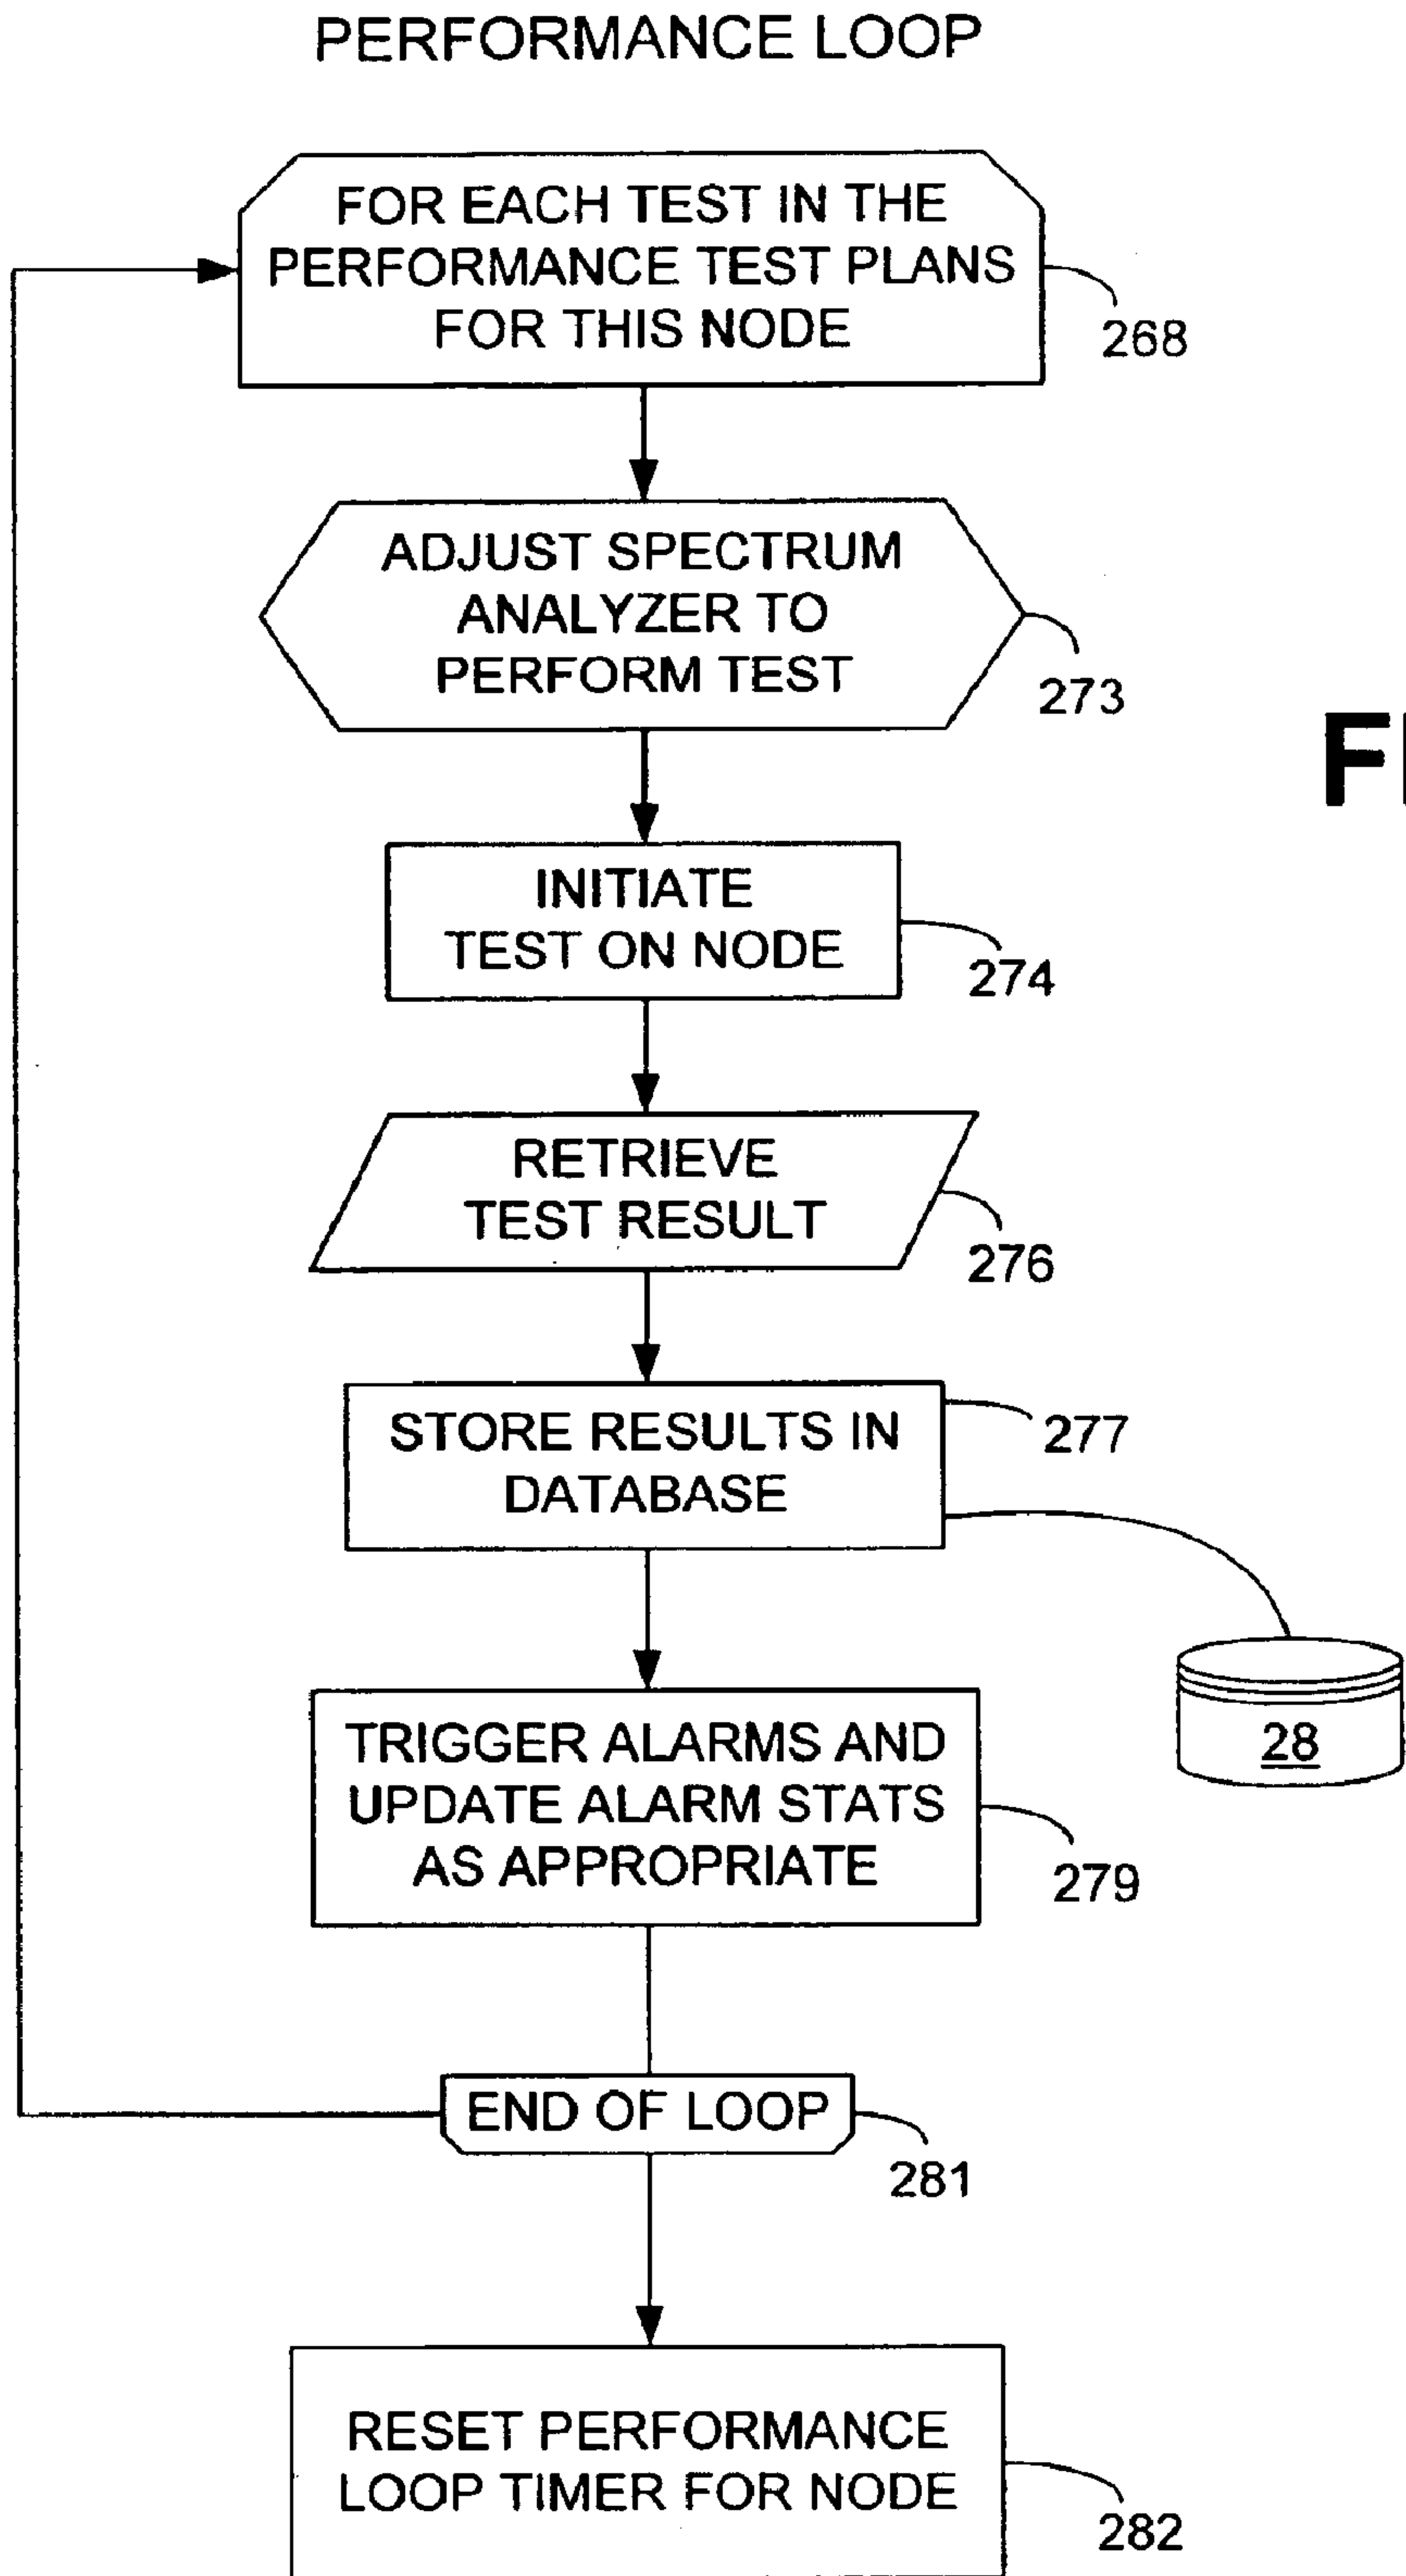 PERFORMANCE LOOP
FOR EACH TEST IN THE
PERFORMANCE TEST PLANS
FOR THIS NODE
268
ADJUST SPECTRUM
ANALYZER TO
PERFORM TEST
273
INITIATE
TEST ON NODE
274
RETRIEVE
TEST RESULT
276
STORE RESULTS IN
DATABASE
277
28
TRIGGER ALARMS AND
UPDATE ALARM STATS
AS APPROPRIATE
279
END OF LOOP
281
RESET PERFORMANCE
LOOP TIMER FOR NODE
282